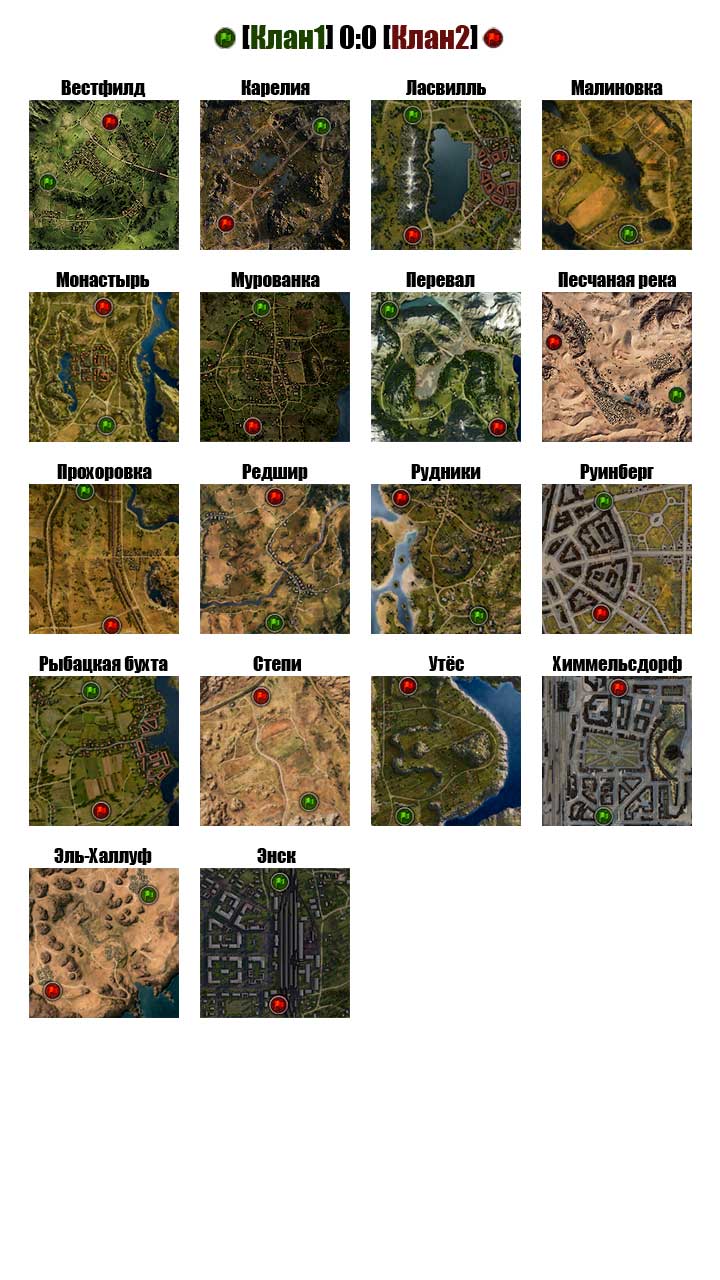 [Клан1] 0:0 [Клан2]
Вестфилд Карелия Ласвилль Малиновка
Монастырь Мурованка Перевал Песчаная река
Прохоровка Редшир Рудники Руинберг
Рыбацкая бухта Степи Утёс Химмельсдорф
Эль-Халлуф Энск